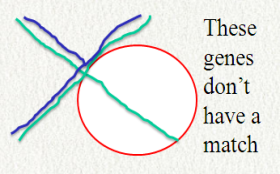 These
genes
don't
have a
match